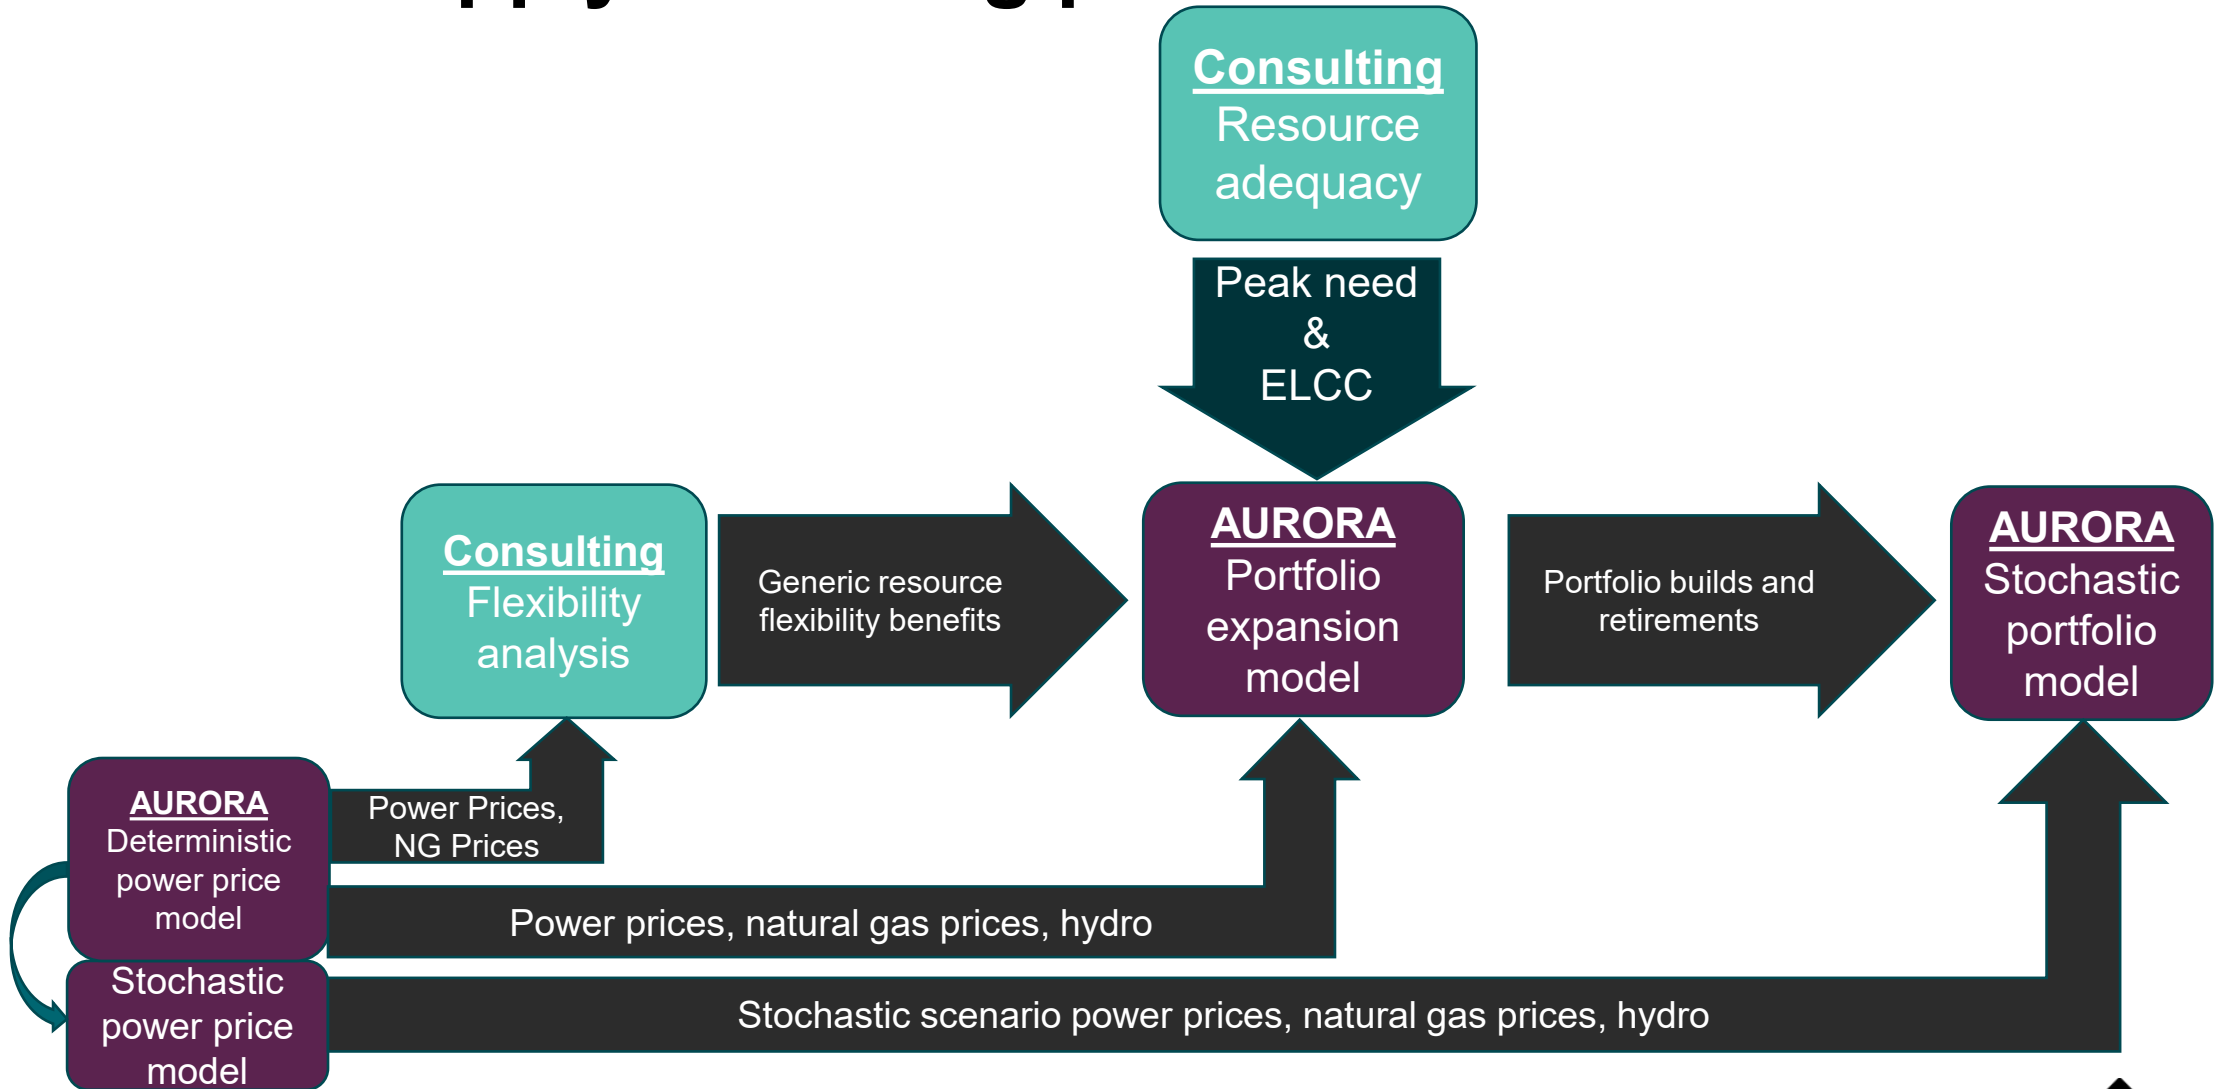 Consulting
Resource
adequacy
Peak need
&
ELCC
Consulting
Flexibility
analysis
Generic resource
flexibility benefits
AURORA
Portfolio
expansion
model
Portfolio builds and
retirements
AURORA
Stochastic
portfolio
model
AURORA
Deterministic
power price
model
Power Prices,
NG Prices
Power prices, natural gas prices, hydro
Stochastic
power price
model
Stochastic scenario power prices, natural gas prices, hydro